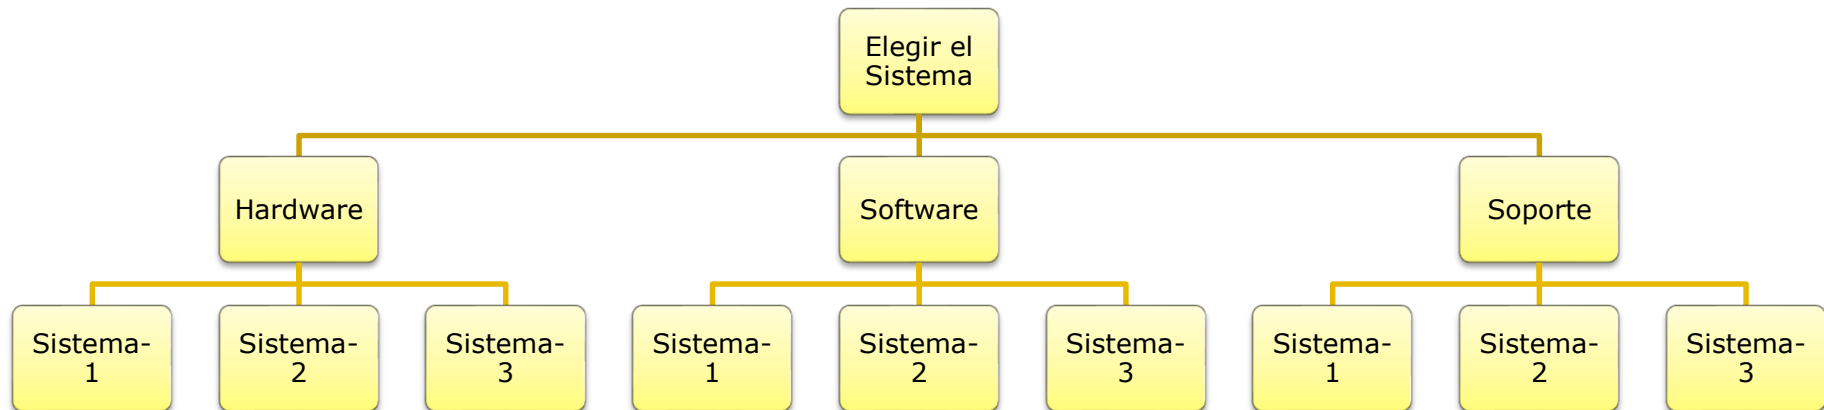 Elegir el
Sistema
Hardware
Software
Soporte
Sistema-
1
Sistema-
2
Sistema-
3
Sistema-
1
Sistema-
2
Sistema-
3
Sistema-
1
Sistema-
2
Sistema-
3